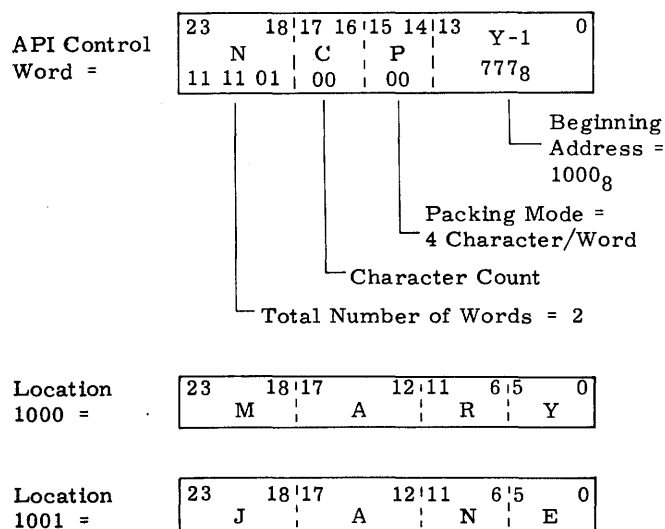 API Control
Word =
23 18 17 16 15 14 13 Y-1 0
N C P
11 11 01 00 00 777₈
Beginning
Address =
1000₈
Packing Mode =
4 Character/Word
Character Count
Total Number of Words = 2
Location
1000 =
23 18 17 12 11 6 5 0
M A R Y
Location
1001 =
23 18 17 12 11 6 5 0
J A N E